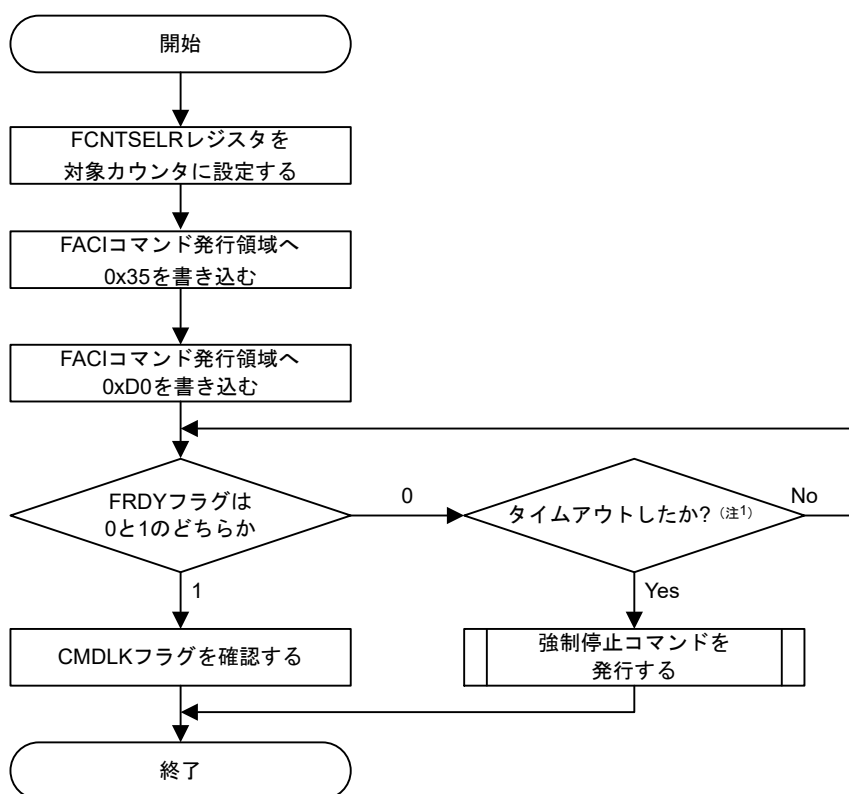 開始
FCNTSELRレジスタを
対象カウンタに設定する
FACIコマンド発行領域へ
0x35を書き込む
FACIコマンド発行領域へ
0xD0を書き込む
FRDYフラグは
0と1のどちらか
0
タイムアウトしたか? (注1)
No
1
Yes
CMDLKフラグを確認する
強制停止コマンドを
発行する
終了